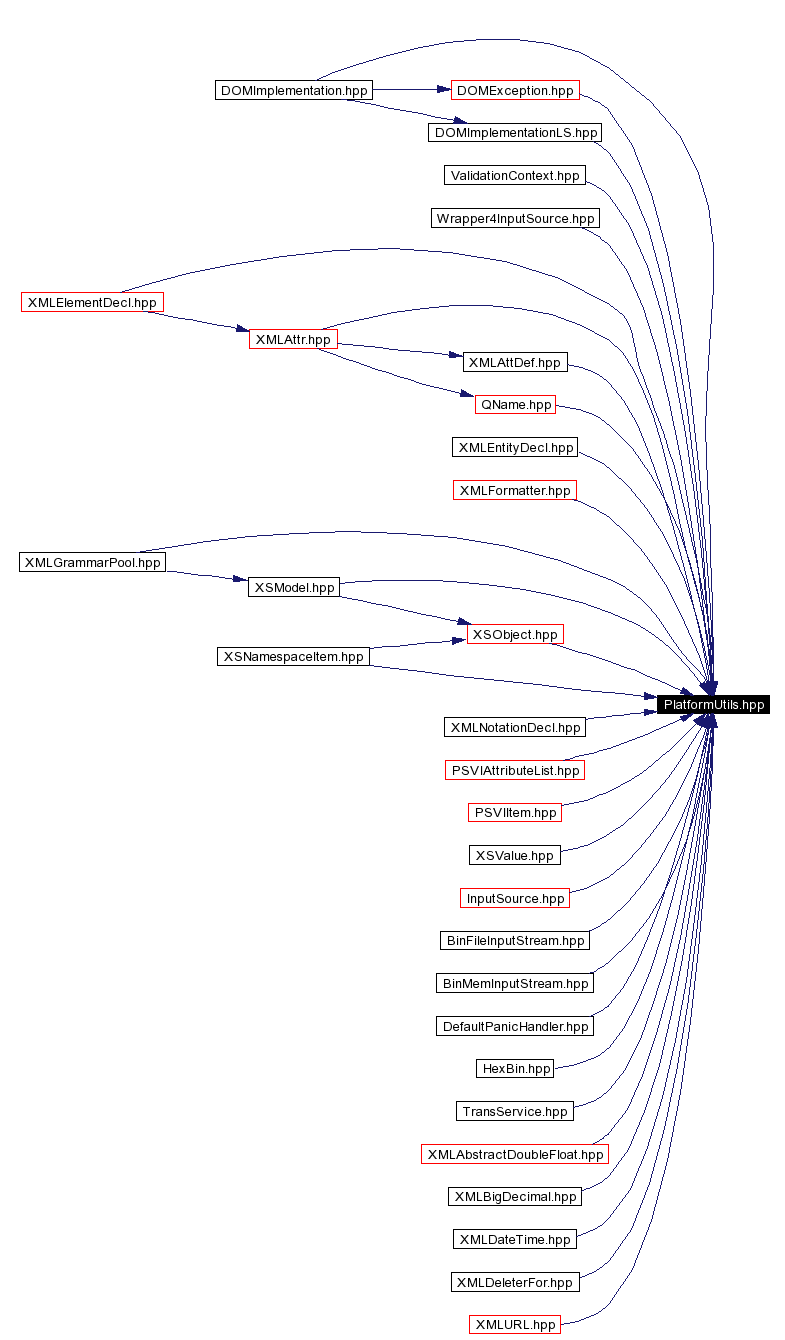 DOMImplementation.hpp
DOMException.hpp
DOMImplementationLS.hpp
ValidationContext.hpp
Wrapper4InputSource.hpp
XMLElementDecl.hpp
XMLAttr.hpp
XMLAttDef.hpp
QName.hpp
XMLEntityDecl.hpp
XMLFormatter.hpp
XMLGrammarPool.hpp
XSModel.hpp
XSObject.hpp
XSNamespaceItem.hpp
PlatformUtils.hpp
XMLNotationDecl.hpp
PSVIAttributeList.hpp
PSVIItem.hpp
XSValue.hpp
InputSource.hpp
BinFileInputStream.hpp
BinMemInputStream.hpp
DefaultPanicHandler.hpp
HexBin.hpp
TransService.hpp
XMLAbstractDoubleFloat.hpp
XMLBigDecimal.hpp
XMLDateTime.hpp
XMLDeleterFor.hpp
XMLURL.hpp